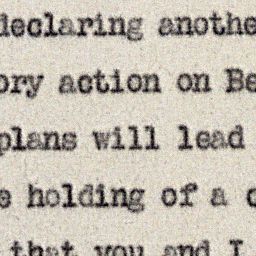 declaring anothe
ory action on Be
plans will lead
e holding of a c
that you and I